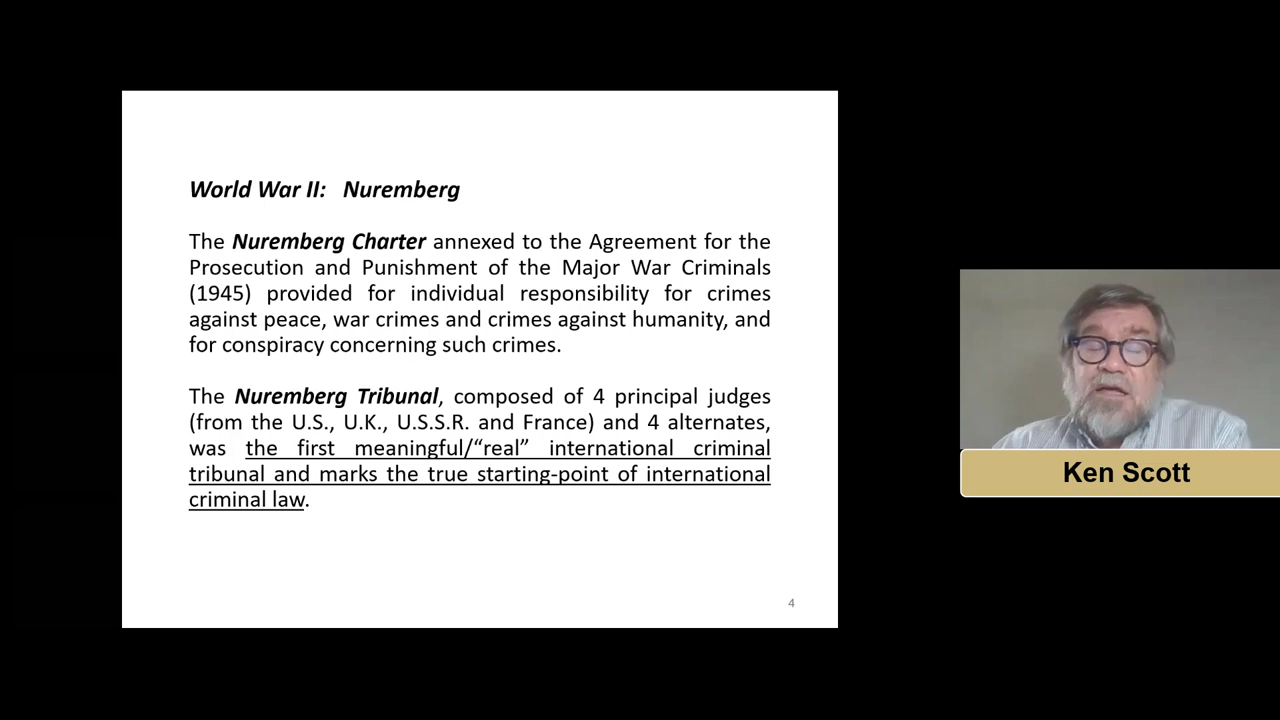 World War II: Nuremberg
The Nuremberg Charter annexed to the Agreement for the
Prosecution and Punishment of the Major War Criminals
(1945) provided for individual responsibility for crimes
against peace, war crimes and crimes against humanity, and
for conspiracy concerning such crimes.
The Nuremberg Tribunal, composed of 4 principal judges
(from the U.S., U.K., U.S.S.R. and France) and 4 alternates,
was the first meaningful/“real” international criminal
tribunal and marks the true starting-point of international
criminal law.
4
Ken Scott